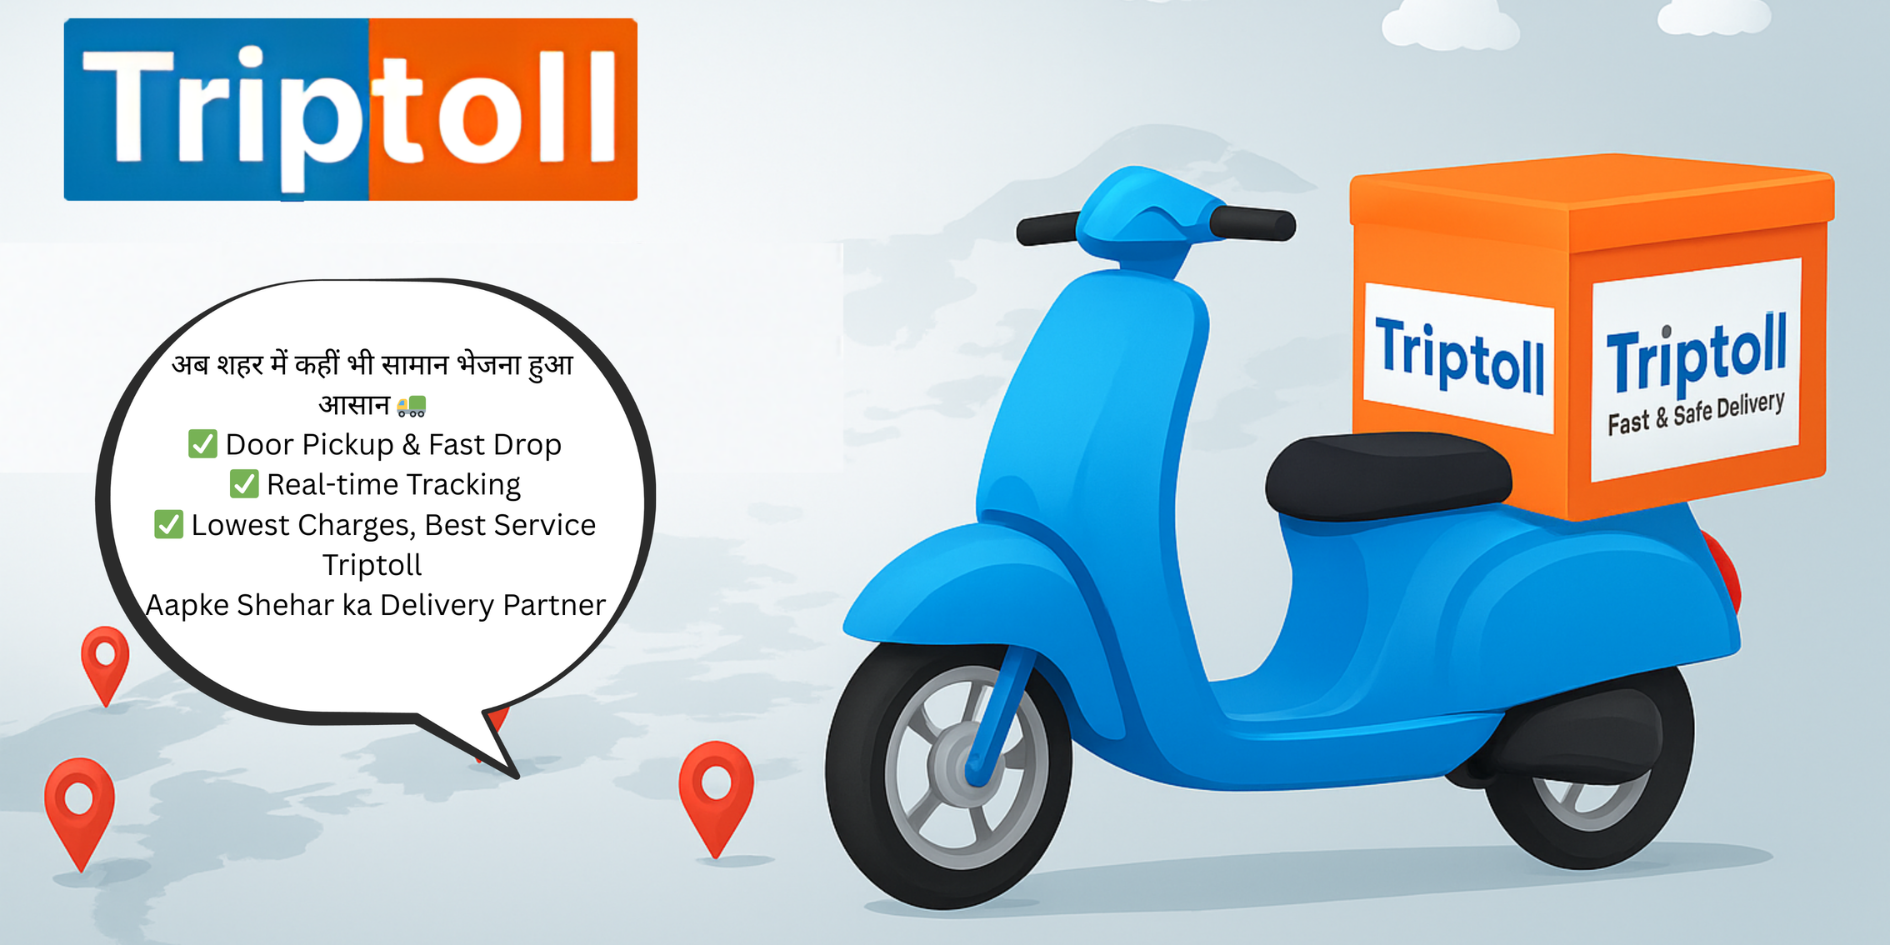 Triptoll
अब शहर में कहीं भी सामान भेजना हुआ
आसान 🚛
✅ Door Pickup & Fast Drop
✅ Real-time Tracking
✅ Lowest Charges, Best Service
Triptoll
Aapke Shehar ka Delivery Partner
Triptoll
Triptoll
Fast & Safe Delivery